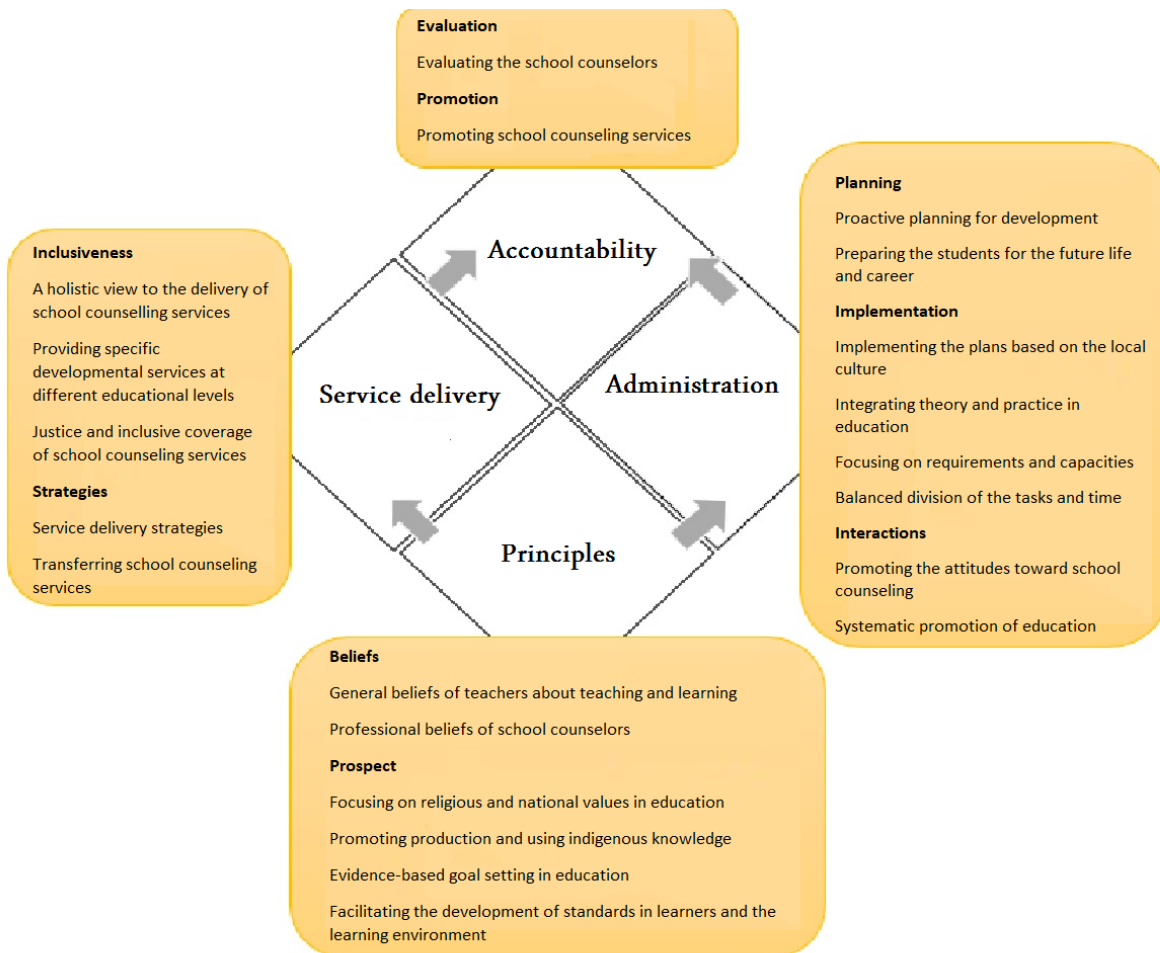 Evaluation
Evaluating the school counselors
Promotion
Promoting school counseling services
Accountability
Inclusiveness
A holistic view to the delivery of
school counselling services
Providing specific
developmental services at
different educational levels
Justice and inclusive coverage
of school counseling services
Strategies
Service delivery strategies
Transferring school counseling
services
Service delivery
Administration
Planning
Proactive planning for development
Preparing the students for the future life
and career
Implementation
Implementing the plans based on the local
culture
Integrating theory and practice in
education
Focusing on requirements and capacities
Balanced division of the tasks and time
Interactions
Promoting the attitudes toward school
counseling
Systematic promotion of education
Principles
Beliefs
General beliefs of teachers about teaching and learning
Professional beliefs of school counselors
Prospect
Focusing on religious and national values in education
Promoting production and using indigenous knowledge
Evidence-based goal setting in education
Facilitating the development of standards in learners and the
learning environment